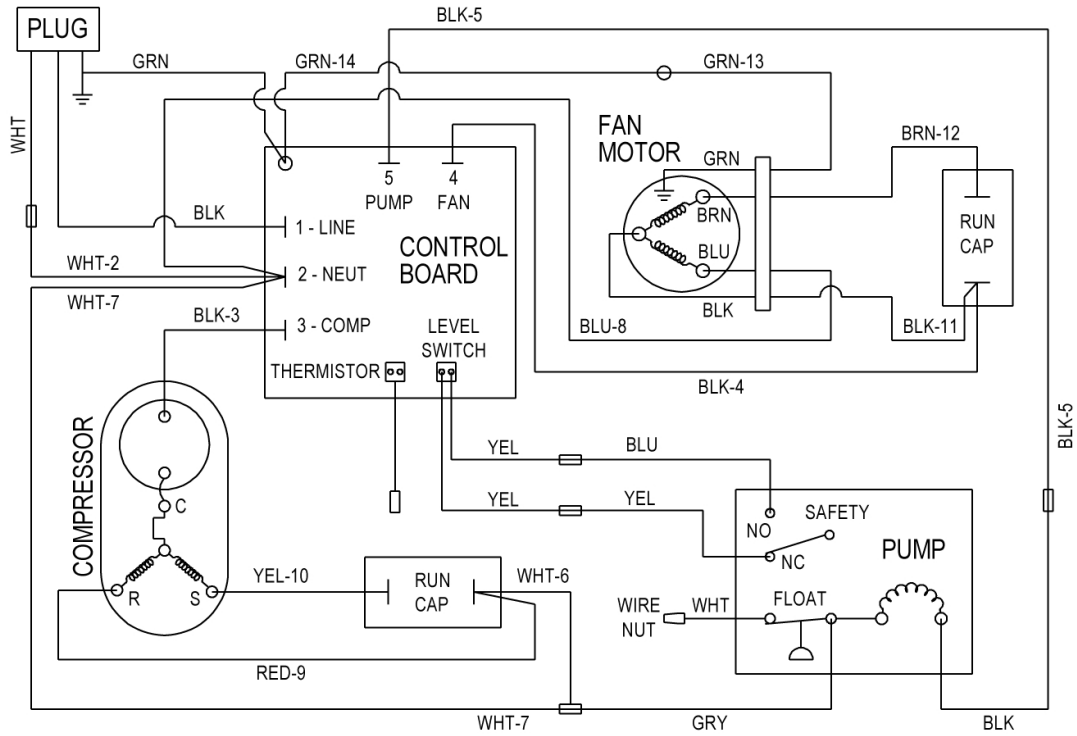 BLK-5
PLUG
GRN
GRN-14
GRN-13
WHT
FAN
MOTOR
BRN-12
GRN
5
PUMP
4
FAN
BRN
RUN
CAP
BLK
1 - LINE
CONTROL
BOARD
BLU
WHT-2
2 - NEUT
WHT-7
BLK
BLK-3
3 - COMP
LEVEL
SWITCH
BLU-8
BLK-11
THERMISTOR
BLK-4
BLK-5
COMPRESSOR
YEL
BLU
YEL
YEL
C
NO
SAFETY
NC
PUMP
R
S
YEL-10
RUN
CAP
WHT-6
WIRE
NUT
WHT
FLOAT
RED-9
WHT-7
GRY
BLK